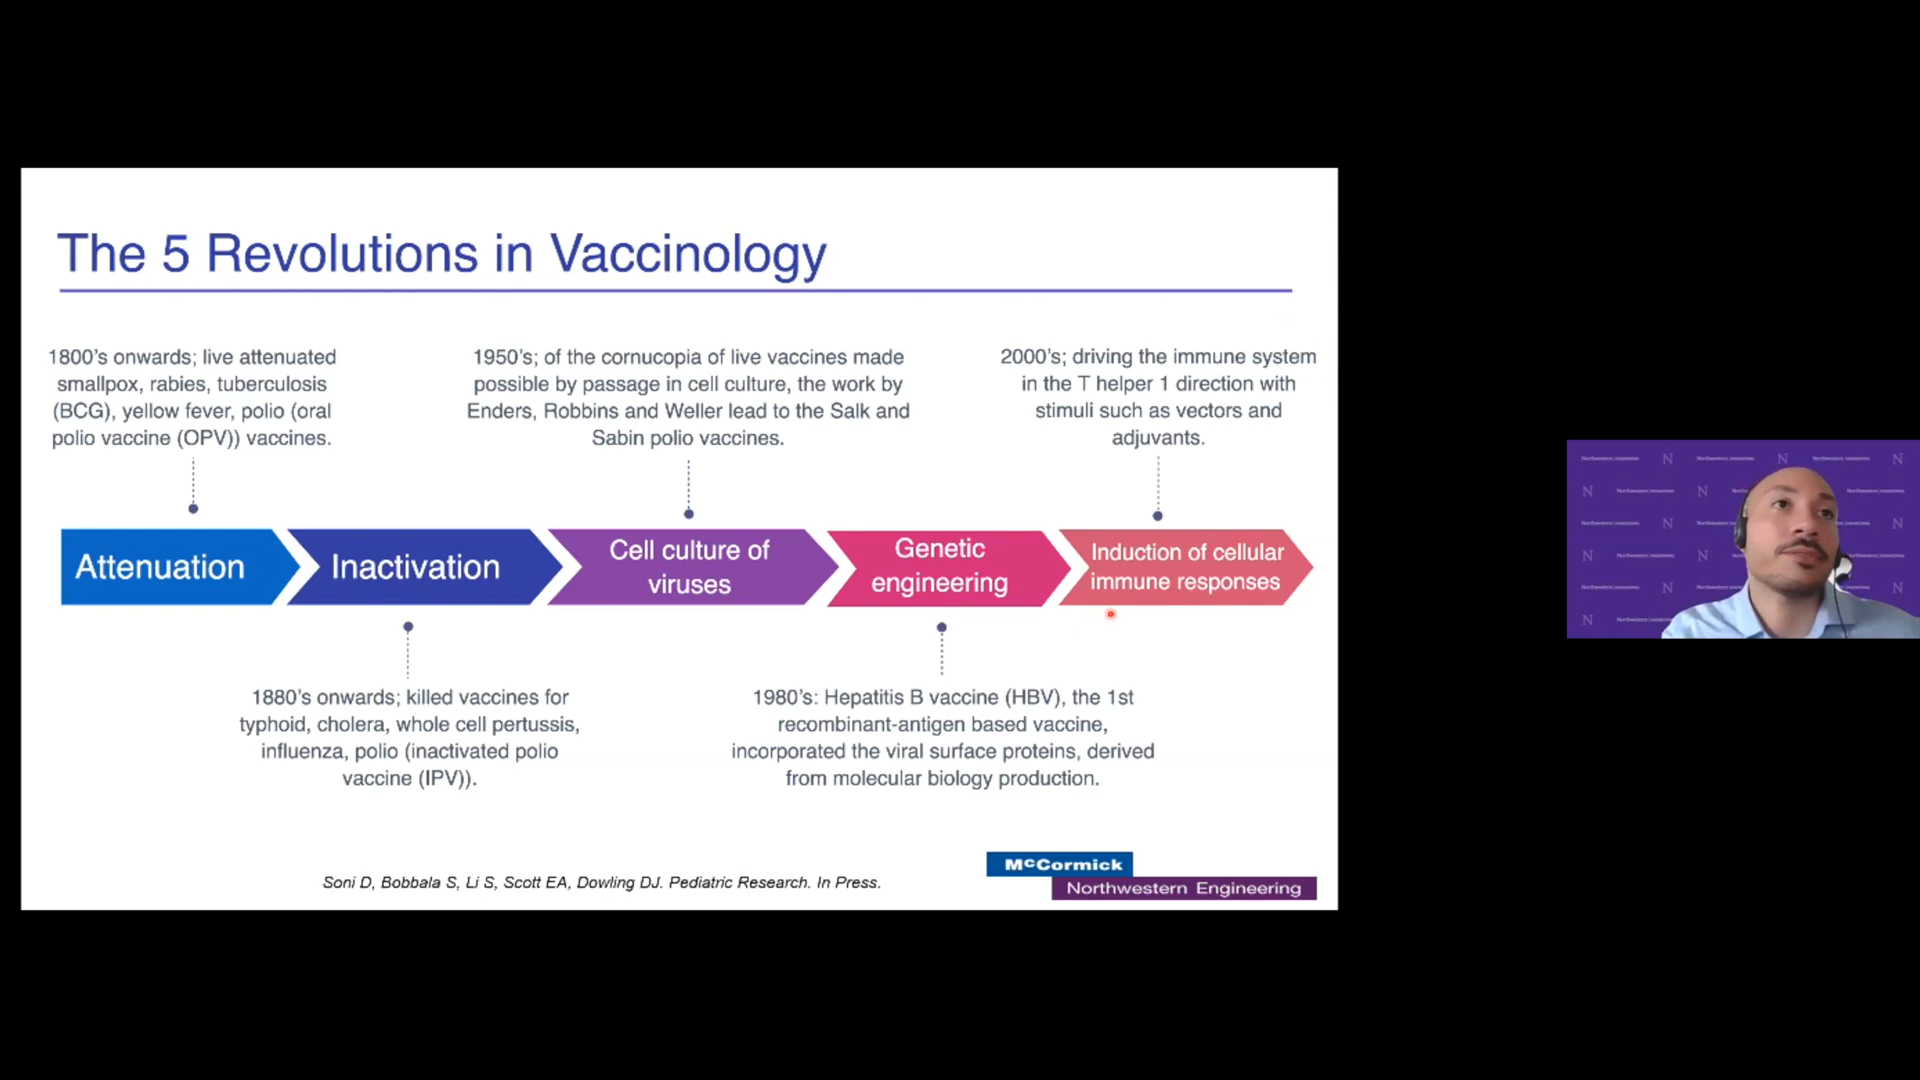 The 5 Revolutions in Vaccinology
1800's onwards; live attenuated
smallpox, rabies, tuberculosis
(BCG), yellow fever, polio (oral
polio vaccine (OPV)) vaccines.
1950's; of the cornucopia of live vaccines made
possible by passage in cell culture, the work by
Enders, Robbins and Weller lead to the Salk and
Sabin polio vaccines.
2000's; driving the immune system
in the T helper 1 direction with
stimuli such as vectors and
adjuvants.
Attenuation
Inactivation
Cell culture of
viruses
Genetic
engineering
Induction of cellular
immune responses
1880's onwards; killed vaccines for
typhoid, cholera, whole cell pertussis,
influenza, polio (inactivated polio
vaccine (IPV)).
1980's: Hepatitis B vaccine (HBV), the 1st
recombinant-antigen based vaccine,
incorporated the viral surface proteins, derived
from molecular biology production.
Soni D, Bobbala S, Li S, Scott EA, Dowling DJ. Pediatric Research. In Press.
McCormick
Northwestern Engineering